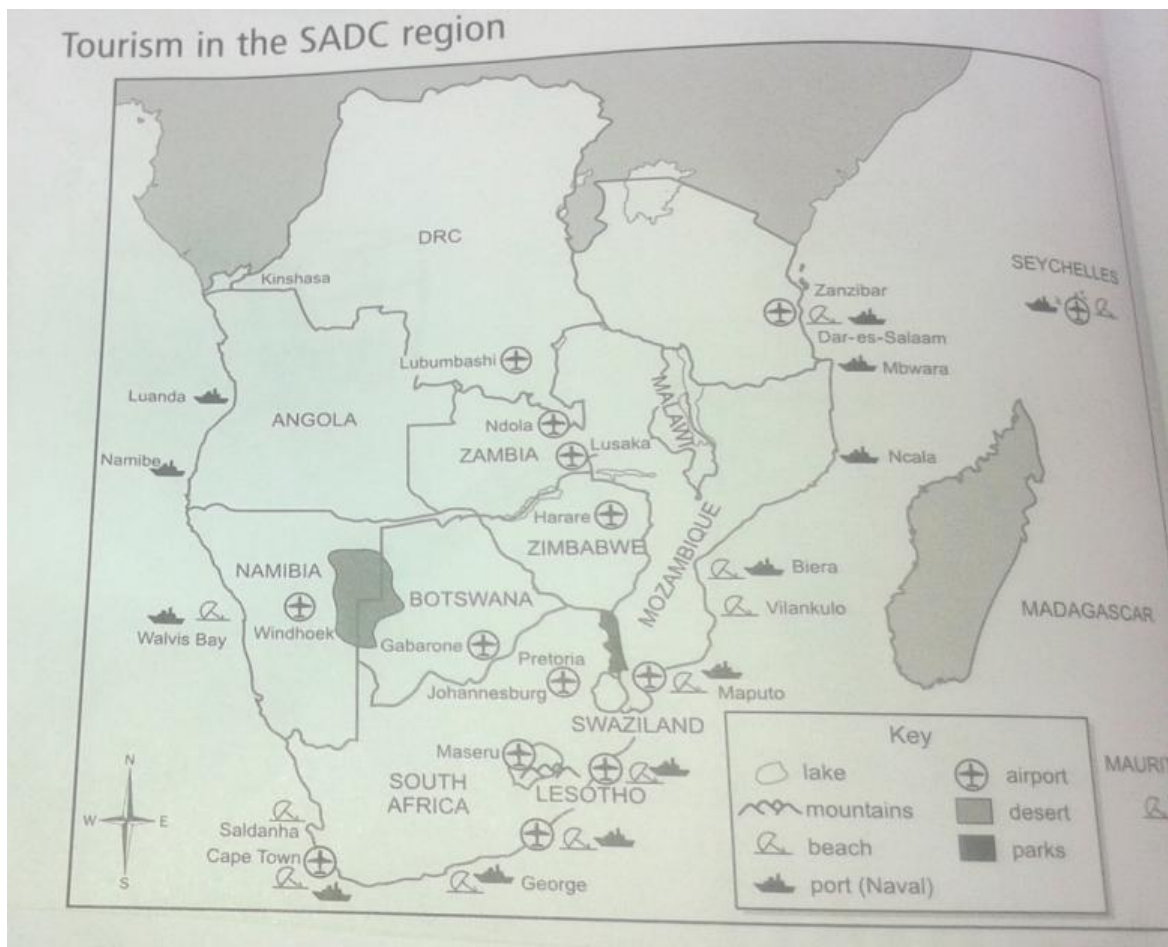 Tourism in the SADC region
DRC
Kinshasa
SEYCHELLES
Zanzibar
Dar-es-Salaam
Lubumbashi
Mbwara
Luanda
ANGOLA
MALAWI
Ndola
Lusaka
ZAMBIA
Namibe
Ncala
Harare
ZIMBABWE
MOZAMBIQUE
Biera
NAMIBIA
BOTSWANA
Vilankulo
MADAGASCAR
Walvis Bay
Windhoek
Gabarone
Pretoria
Johannesburg
Maputo
SWAZILAND
Maseru
LESOTHO
SOUTH
AFRICA
Saldanha
Cape Town
George
N
W
E
S
Key
lake
airport
mountains
desert
beach
parks
port (Naval)
MAURIT